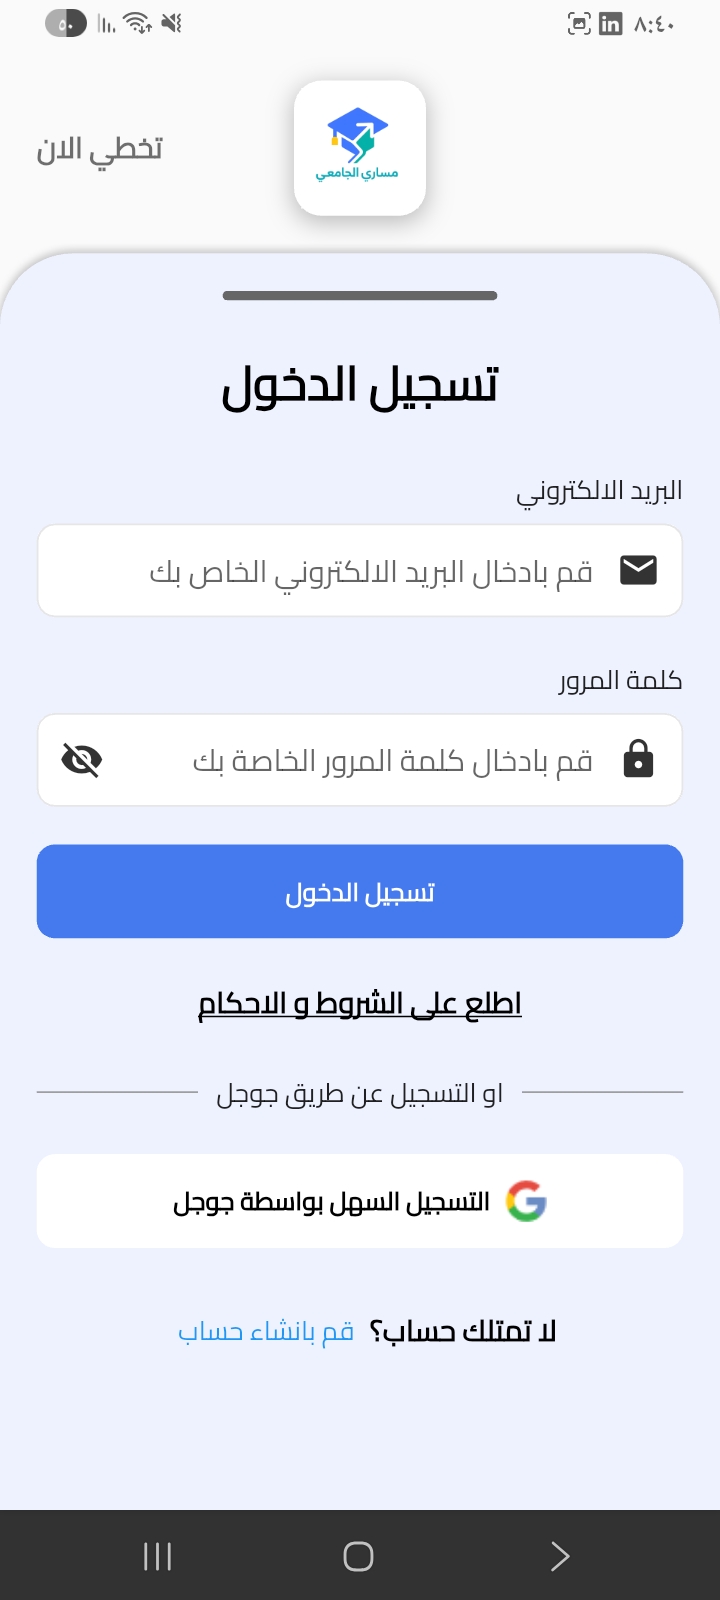 ٨:٤٠
٥٠
مساري الجامعي
تخطي الان
تسجيل الدخول
البريد الالكتروني
قم بادخال البريد الالكتروني الخاص بك
كلمة المرور
قم بادخال كلمة المرور الخاصة بك
تسجيل الدخول
اطلع على الشروط و الاحكام
او التسجيل عن طريق جوجل
التسجيل السهل بواسطة جوجل
لا تمتلك حساب؟ قم بانشاء حساب